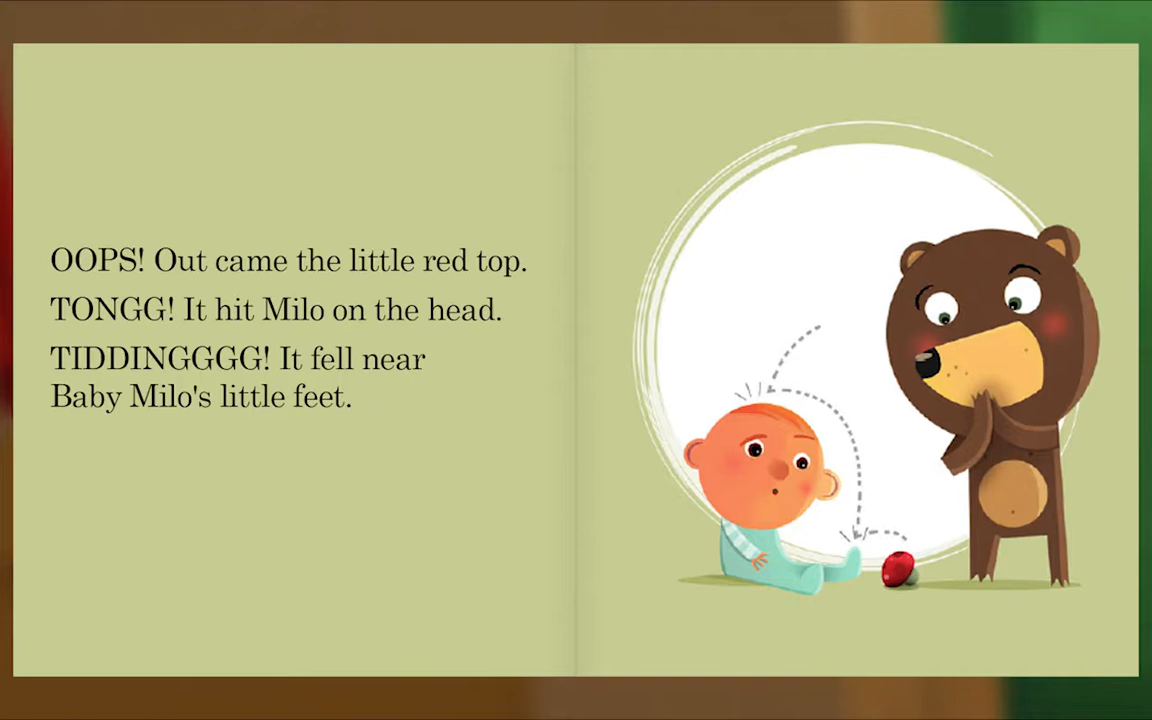 OOPS! Out came the little red top.
TONGG! It hit Milo on the head.
TIDDINGGGG! It fell near
Baby Milo's little feet.